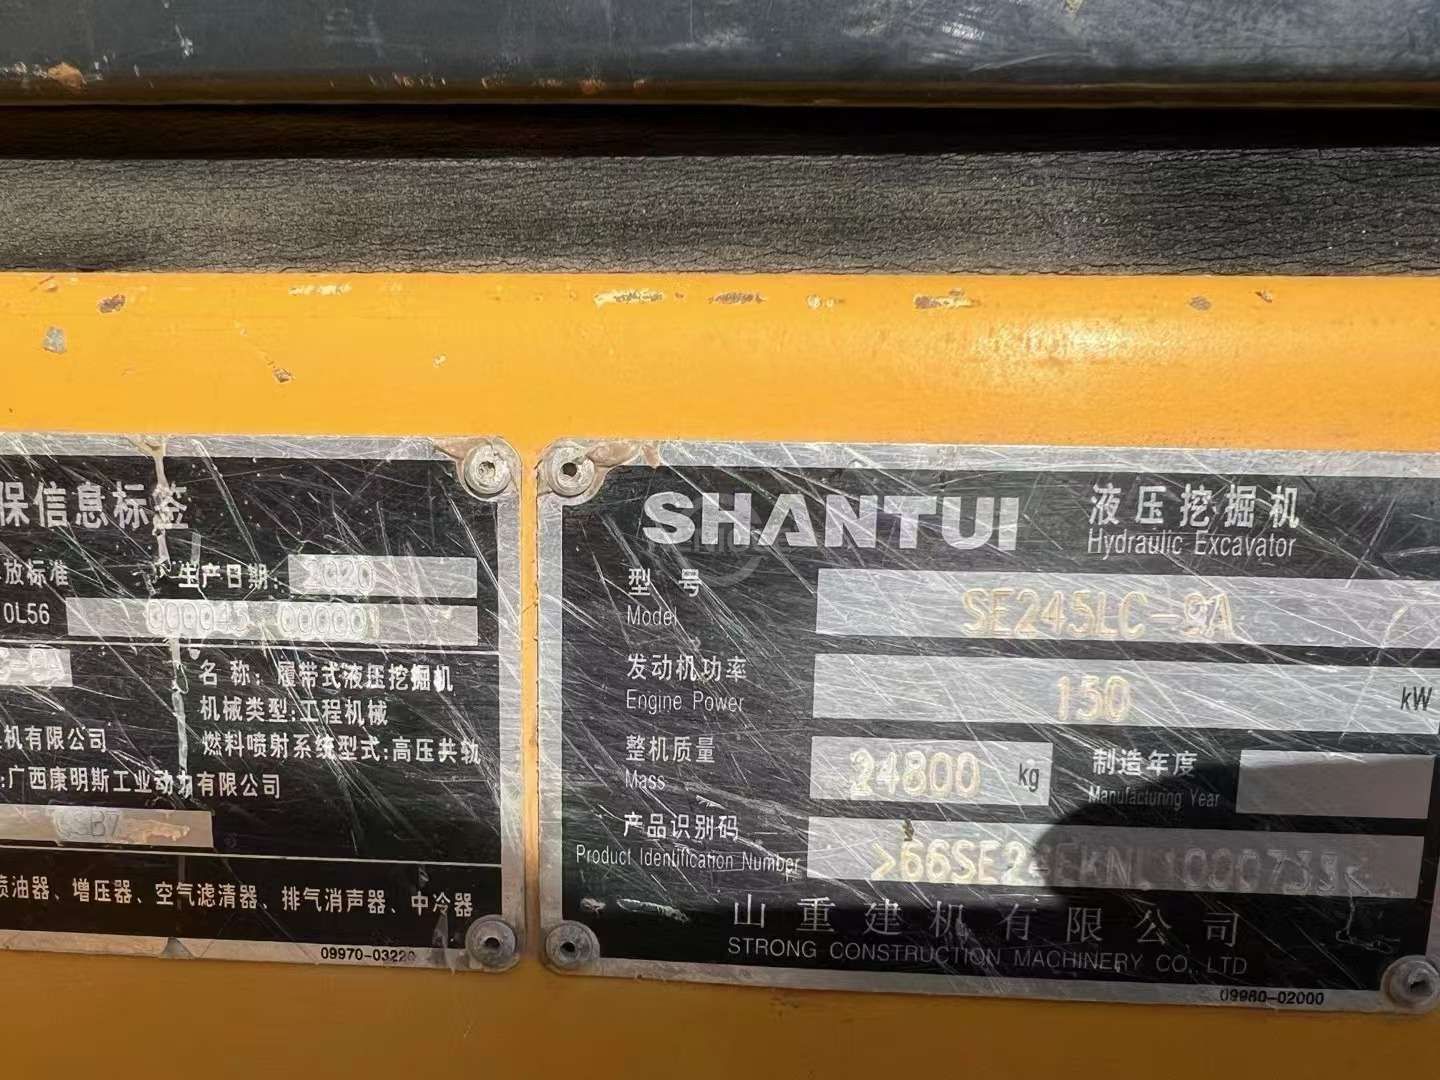 保信息标签
放标准
生产日期: 2020
0L56
000045 000001
名 称: 履带式液压挖掘机
机械类型:工程机械
机有限公司
燃料喷射系统型式:高压共轨
:广西康明斯工业动力有限公司
喷油器、增压器、空气滤清器、排气消声器、中冷器
09970-03220
SHANTUI
液压挖掘机
Hydraulic Excavator
型 号
Model
SE245LC-9A
发动机功率
Engine Power
150
kW
整机质量
Mass
24800
kg
制造年度
Manufacturing Year
产品识别码
Product Identification Number
山重建机有限公司
STRONG CONSTRUCTION MACHINERY CO., LTD
09980-02000